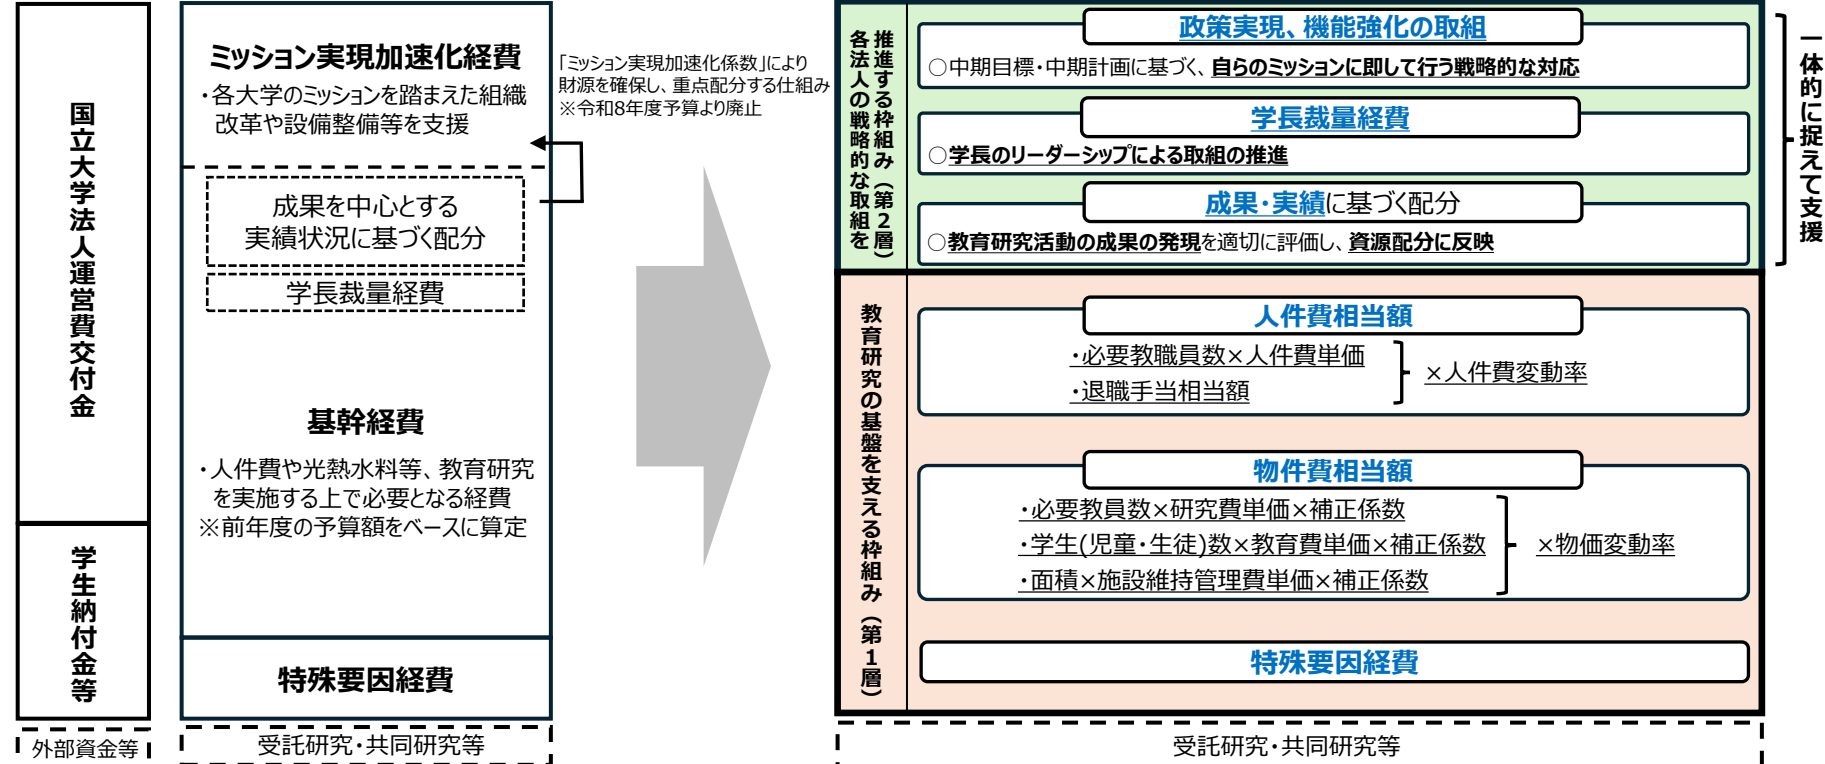 国立大学法人運営費交付金
学生納付金等
外部資金等
ミッション実現加速化経費
・各大学のミッションを踏まえた組織
改革や設備整備等を支援
「ミッション実現加速化係数」により
財源を確保し、重点配分する仕組み
※令和8年度予算より廃止
成果を中心とする
実績状況に基づく配分
学長裁量経費
基幹経費
・人件費や光熱水料等、教育研究
を実施する上で必要となる経費
※前年度の予算額をベースに算定
特殊要因経費
受託研究・共同研究等
各法人の戦略的な取組を
推進する枠組み（第2層）
政策実現、機能強化の取組
○中期目標・中期計画に基づく、自らのミッションに即して行う戦略的な対応
学長裁量経費
○学長のリーダーシップによる取組の推進
成果・実績に基づく配分
○教育研究活動の成果の発現を適切に評価し、資源配分に反映
一体的に捉えて支援
教育研究の基盤を支える枠組み（第1層）
人件費相当額
・必要教職員数×人件費単価
・退職手当相当額
×人件費変動率
物件費相当額
・必要教員数×研究費単価×補正係数
・学生(児童・生徒)数×教育費単価×補正係数
・面積×施設維持管理費単価×補正係数
×物価変動率
特殊要因経費
受託研究・共同研究等